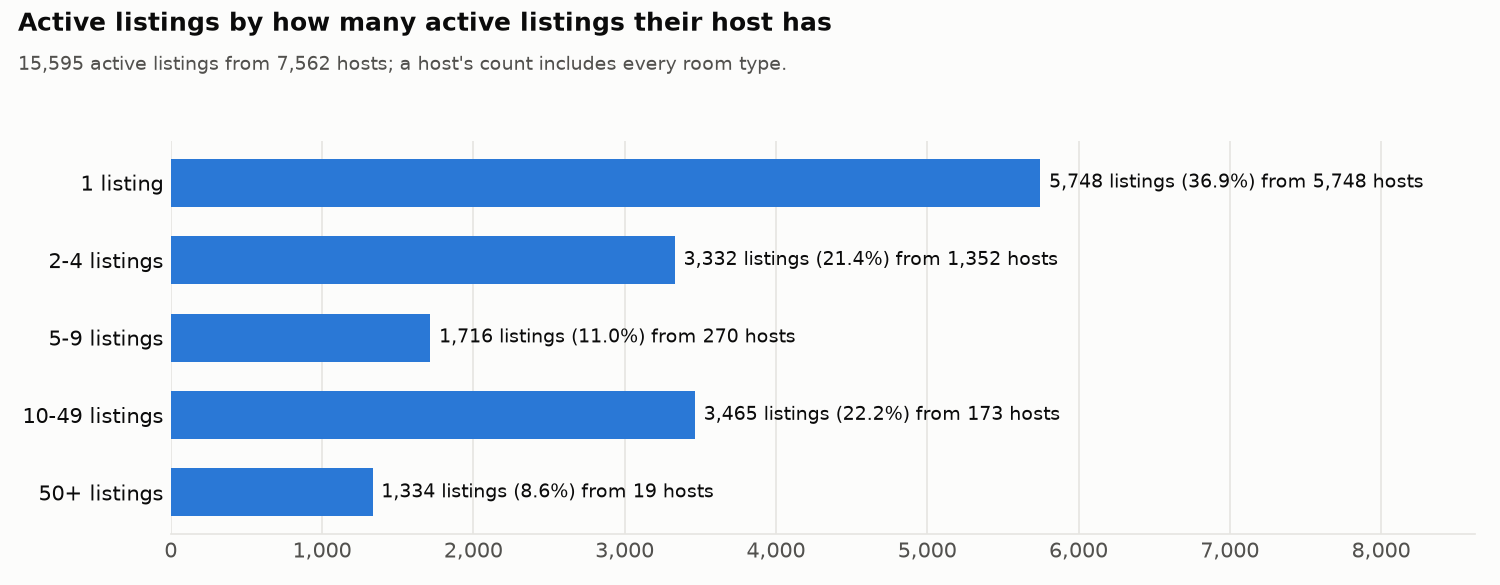 Active listings by how many active listings their host has
15,595 active listings from 7,562 hosts; a host's count includes every room type.
1 listing
5,748 listings (36.9%) from 5,748 hosts
2-4 listings
3,332 listings (21.4%) from 1,352 hosts
5-9 listings
1,716 listings (11.0%) from 270 hosts
10-49 listings
3,465 listings (22.2%) from 173 hosts
50+ listings
1,334 listings (8.6%) from 19 hosts
0 1,000 2,000 3,000 4,000 5,000 6,000 7,000 8,000